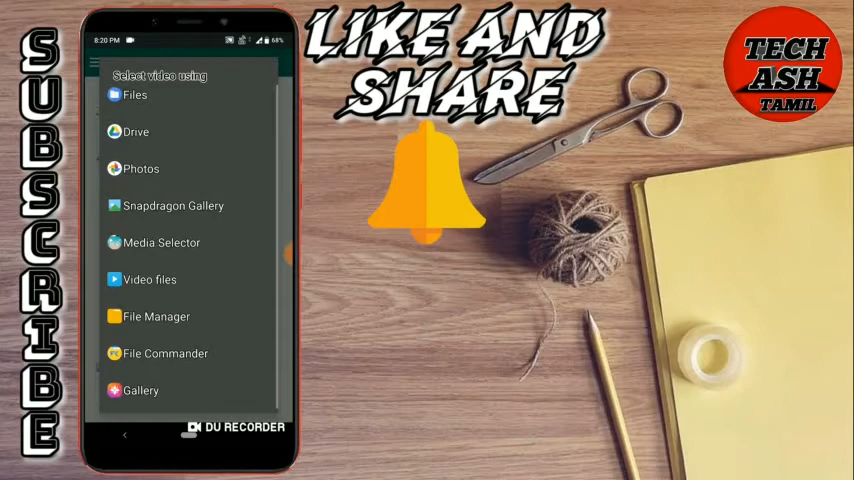 SUBSCRIBE
8:20 PM
68%
Select video using
Files
Drive
Photos
Snapdragon Gallery
Media Selector
Video files
File Manager
File Commander
Gallery
DU RECORDER
LIKE AND
SHARE
TECH
ASH
TAMIL